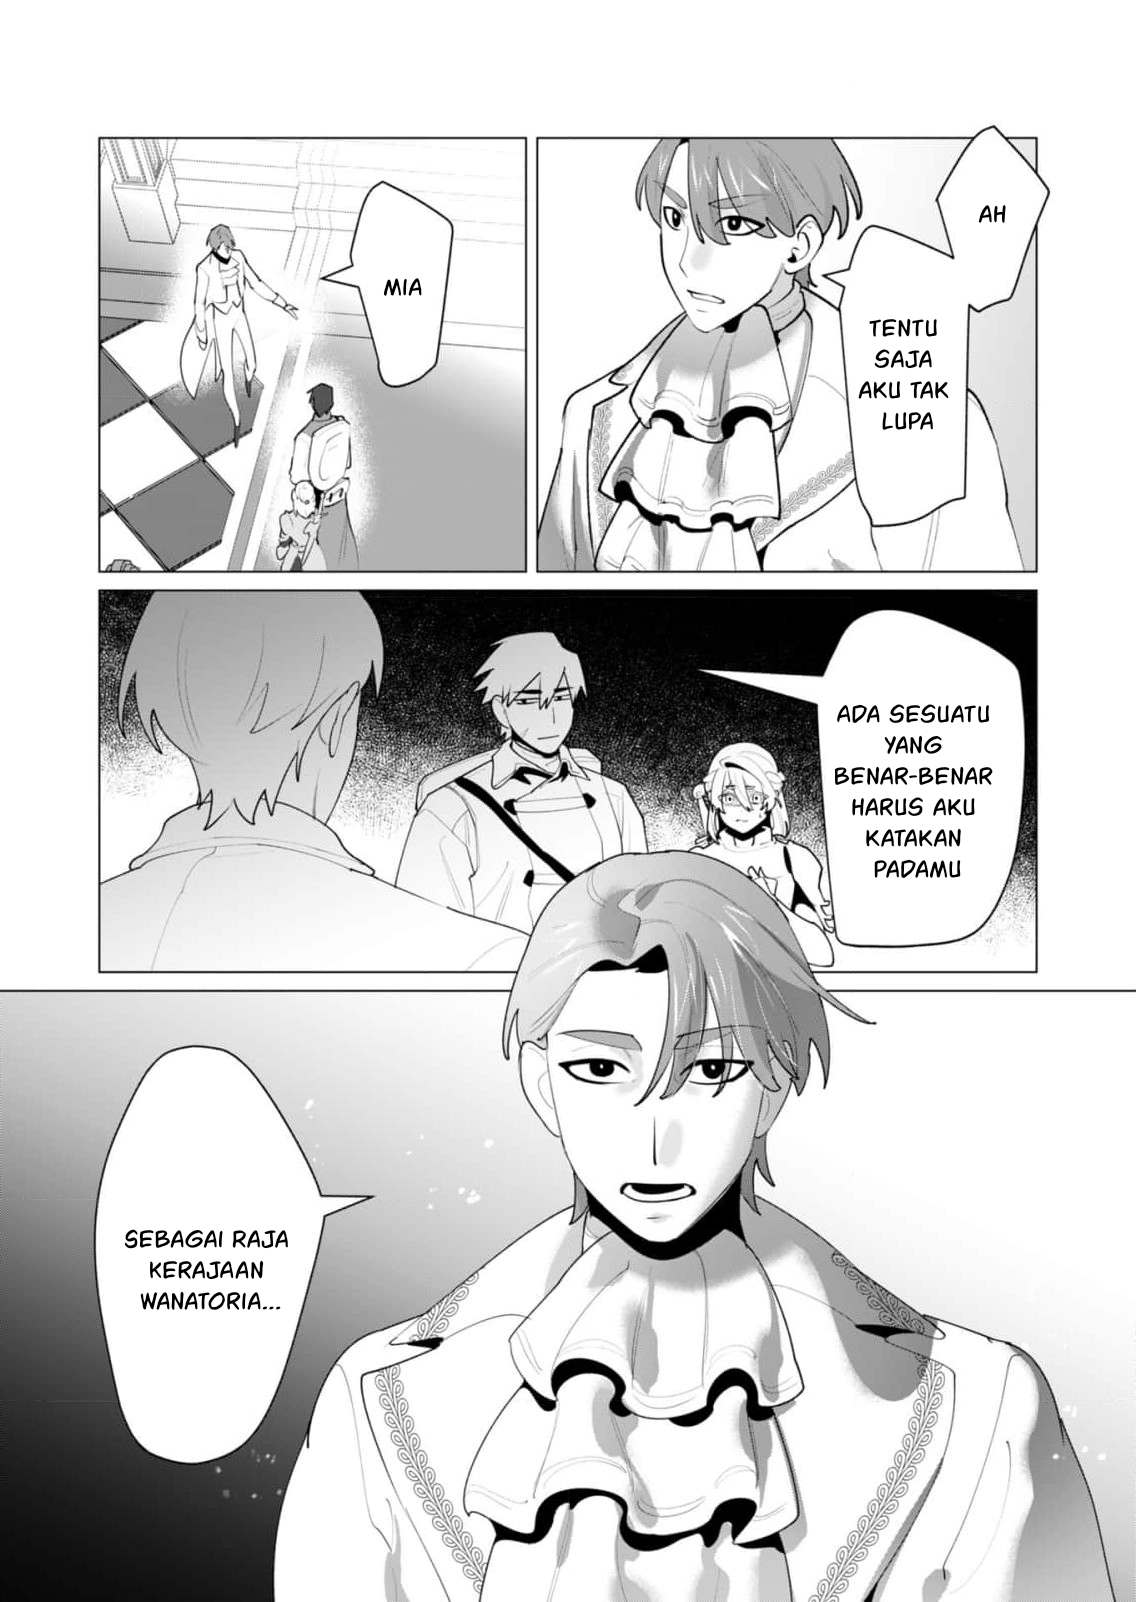 AH
TENTU
SAJA
AKU TAK
LUPA
MIA
ADA SESUATU
YANG
BENAR-BENAR
HARUS AKU
KATAKAN
PADAMU
SEBAGAI RAJA
KERAJAAN
WANATORIA...